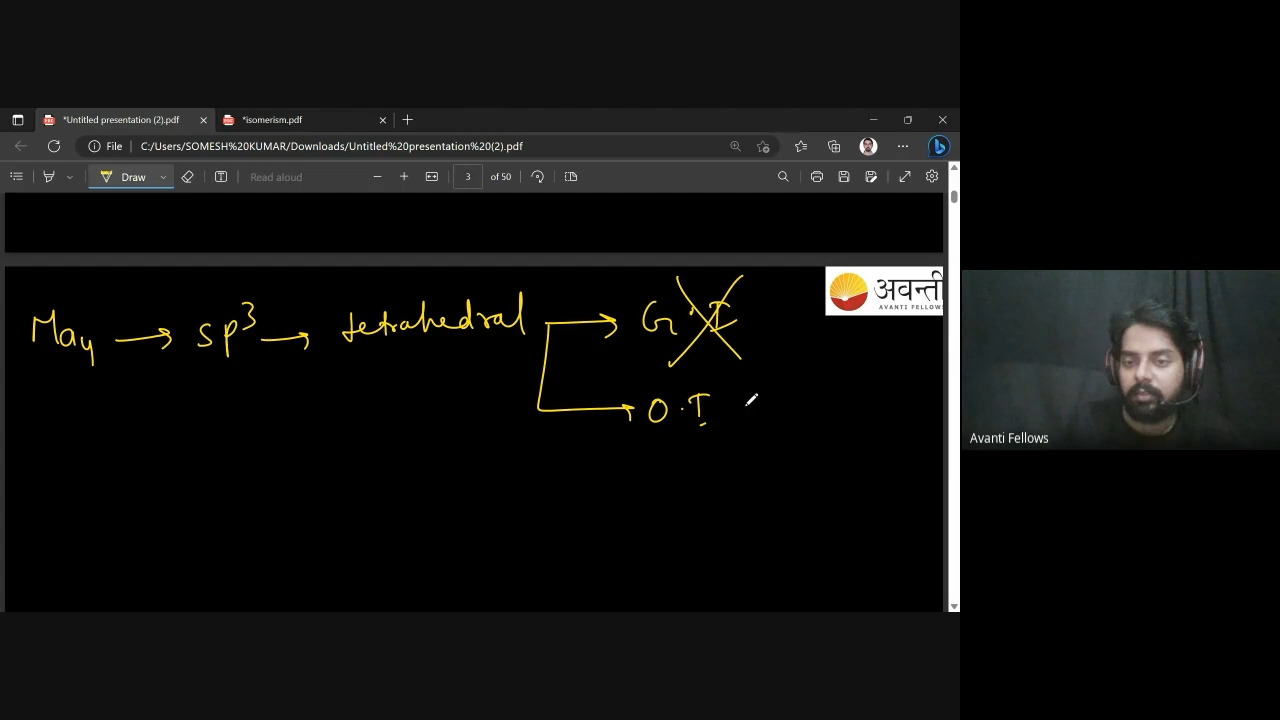 *Untitled presentation (2).pdf
*isomerism.pdf
File
C:/Users/SOMESH%20KUMAR/Downloads/Untitled%20presentation%20(2).pdf
Draw
Read aloud
3 of 50
Ma4 → sp3 → tetrahedral → G.I
→ O.I
अवन्ती
AVANTI FELLOWS
Avanti Fellows